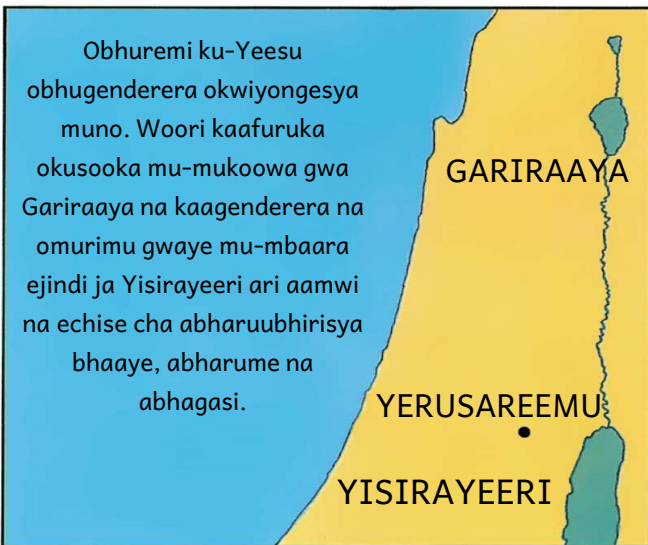 Obhuremi ku-Yeesu
obhugenderera okwiyongesya
muno. Woori kaafuruka
okusooka mu-mukoowa gwa
Gariraaya na kaagenderera na
omurimu gwaye mu-mbaara
ejindi ja Yisirayeeri ari aamwi
na echise cha abharuubhirisya
bhaaye, abharume na
abhagasi.
GARIRAAYA
YERUSAREEMU
YISIRAYEERI